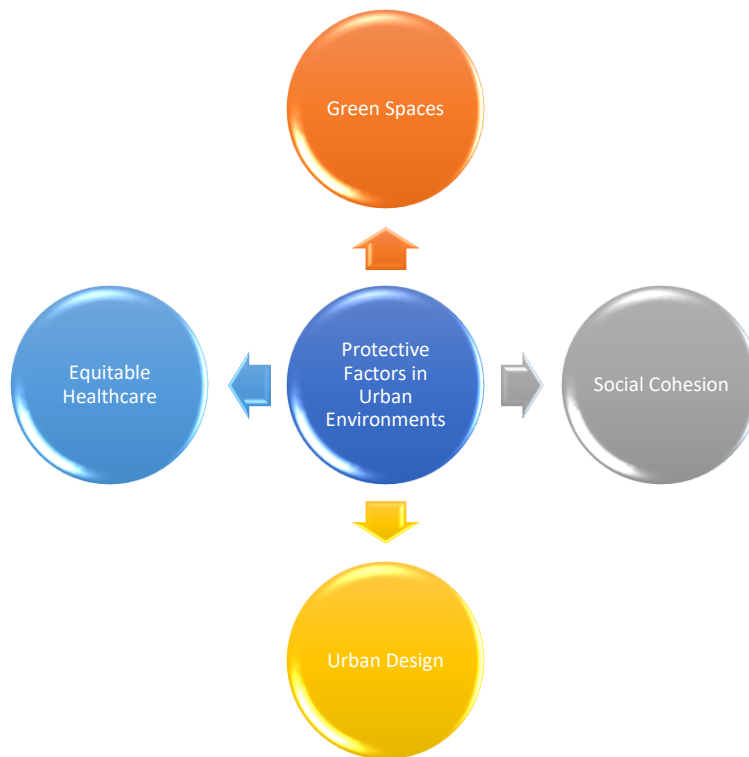 Green Spaces
Equitable
Healthcare
Protective
Factors in
Urban
Environments
Social Cohesion
Urban Design